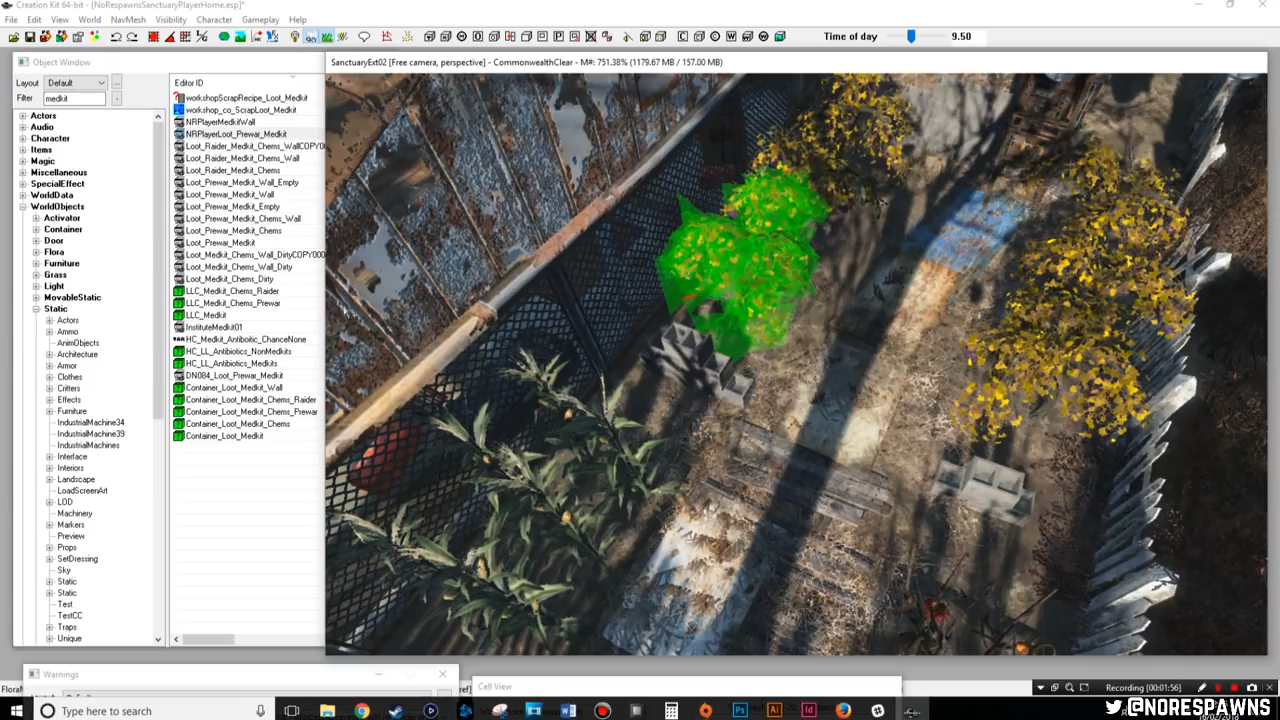 Creation Kit 64-bit - [NoRespawnsSanctuaryPlayerHome.esp]*
File Edit View World NavMesh Visibility Character Gameplay Help
Time of day 9.50
Object Window
SanctuaryExt02 [Free camera, perspective] - CommonwealthClear - M#: 751.38% (1179.67 MB / 157.00 MB)
Layout Default ...
Filter medkit
Editor ID
Actors
Audio
Character
Items
Magic
Miscellaneous
SpecialEffect
WorldData
WorldObjects
Activator
Container
Door
Flora
Furniture
Grass
Light
MovableStatic
Static
Actors
Ammo
AnimObjects
Architecture
Armor
Clothes
Critters
Effects
Furniture
IndustrialMachine34
IndustrialMachine39
IndustrialMachines
Interface
Interiors
Landscape
LoadScreenArt
LOD
Machinery
Markers
Preview
Props
SetDressing
Sky
Static
Static
Test
TestCC
Traps
Unique
workshopScrapRecipe_Loot_Medkit
workshop_co_ScrapLoot_Medkit
NRPlayerMedkitWall
NRPlayerLoot_Prewar_Medkit
Loot_Raider_Medkit_Chems_WallCOPY0
Loot_Raider_Medkit_Chems_Wall
Loot_Raider_Medkit_Chems
Loot_Prewar_Medkit_Wall_Empty
Loot_Prewar_Medkit_Wall
Loot_Prewar_Medkit_Empty
Loot_Prewar_Medkit_Chems_Wall
Loot_Prewar_Medkit_Chems
Loot_Prewar_Medkit
Loot_Medkit_Chems_Wall_DirtyCOPY000
Loot_Medkit_Chems_Wall_Dirty
Loot_Medkit_Chems_Dirty
LLC_Medkit_Chems_Raider
LLC_Medkit_Chems_Prewar
LLC_Medkit
InstituteMedkit01
HC_Medkit_Antiboitic_ChanceNone
HC_LL_Antibiotics_NonMedkits
HC_LL_Antibiotics_Medkits
DN084_Loot_Prewar_Medkit
Container_Loot_Medkit_Wall
Container_Loot_Medkit_Chems_Raider
Container_Loot_Medkit_Chems_Prewar
Container_Loot_Medkit_Chems
Container_Loot_Medkit
Warnings
Cell View
Recording [00:01:56]
Type here to search
@NORESPAWNS